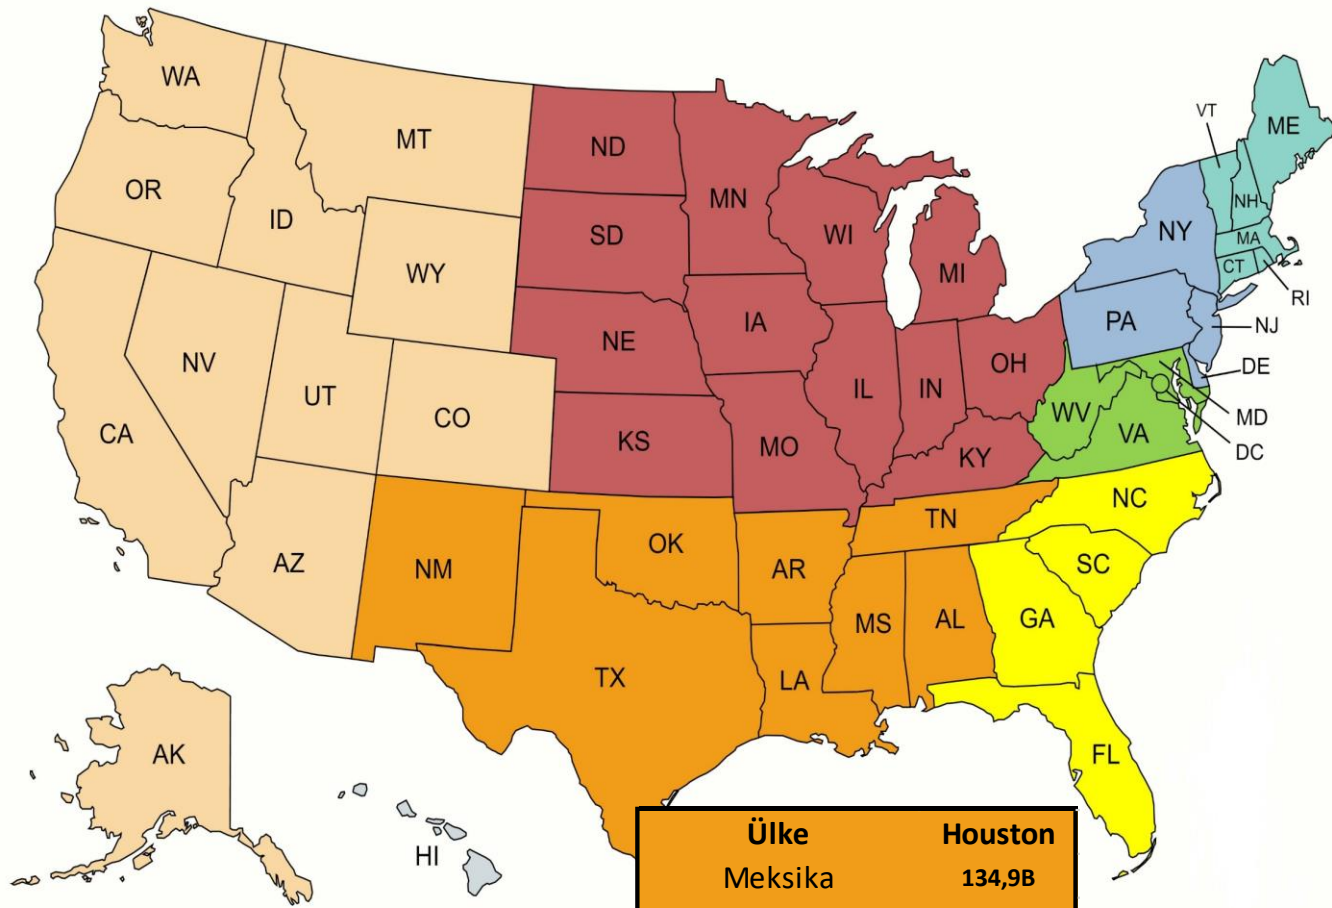 WA
MT
ND
MN
VT
ME
OR
ID
SD
WI
MI
NY
NH
MA
CT
RI
WY
IA
PA
NJ
NV
NE
OH
DE
UT
CO
IL
IN
WV
MD
CA
KS
MO
VA
DC
KY
NC
AZ
NM
OK
AR
TN
SC
MS
AL
GA
TX
LA
AK
FL
HI
Ülke Houston
Meksika 134,9B